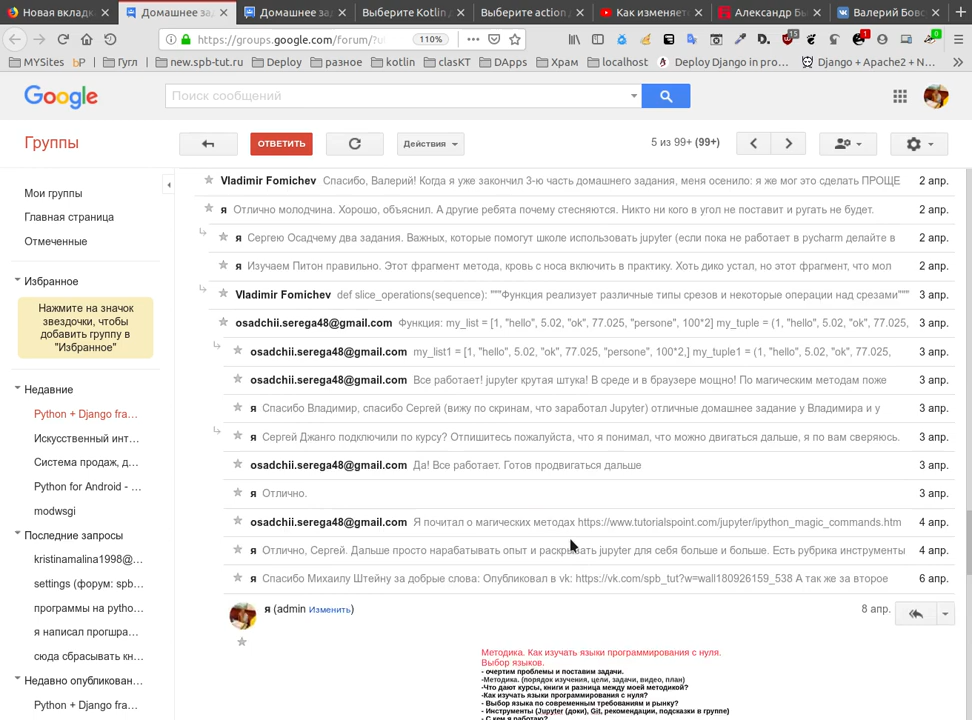 Новая вкладк
Домашнее за
Домашнее за
Выберите Kotlin
Выберите action
Как изменяетс
Александр Бы
Валерий Бовс
https://groups.google.com/forum/?u
110%
MYSites
bP
Гугл
new.spb-tut.ru
Deploy
разное
kotlin
clasKT
DApps
Храм
localhost
Deploy Django in pro...
Django + Apache2 + N...
Google
Поиск сообщений
Группы
ОТВЕТИТЬ
Действия
5 из 99+ (99+)
Мои группы
Главная страница
Отмеченные
Избранное
Нажмите на значок
звездочки, чтобы
добавить группу в
"Избранное"
Недавние
Python + Django fra...
Искусственный инт...
Система продаж, д...
Python for Android - ...
modwsgi
Последние запросы
kristinamalina1998@...
settings (форум: spb...
программы на pytho...
я написал прогшра...
сюда сбрасывать кн...
Недавно опубликован...
Python + Django fra...
Vladimir Fomichev Спасибо, Валерий! Когда я уже закончил 3-ю часть домашнего задания, меня осенило: я же мог это сделать ПРОЩЕ 2 апр.
я Отлично молодчина. Хорошо, объяснил. А другие ребята почему стесняются. Никто ни кого в угол не поставит и ругать не будет. 2 апр.
я Сергею Осадчему два задания. Важных, которые помогут школе использовать jupyter (если пока не работает в pycharm делайте в 2 апр.
я Изучаем Питон правильно. Этот фрагмент метода, кровь с носа включить в практику. Хоть дико устал, но этот фрагмент, что мол 2 апр.
Vladimir Fomichev def slice_operations(sequence): """Функция реализует различные типы срезов и некоторые операции над срезами""" 3 апр.
osadchii.serega48@gmail.com Функция: my_list = [1, "hello", 5.02, "ok", 77.025, "persone", 100*2] my_tuple = (1, "hello", 5.02, "ok", 77.025, 3 апр.
osadchii.serega48@gmail.com my_list1 = [1, "hello", 5.02, "ok", 77.025, "persone", 100*2,] my_tuple1 = (1, "hello", 5.02, "ok", 77.025, 3 апр.
osadchii.serega48@gmail.com Все работает! jupyter крутая штука! В среде и в браузере мощно! По магическим методам поже 3 апр.
я Спасибо Владимир, спасибо Сергей (вижу по скринам, что заработал Jupyter) отличные домашнее задание у Владимира и у 3 апр.
я Сергей Джанго подключили по курсу? Отпишитесь пожалуйста, что я понимал, что можно двигаться дальше, я по вам сверяюсь. 3 апр.
osadchii.serega48@gmail.com Да! Все работает. Готов продвигаться дальше 3 апр.
я Отлично. 3 апр.
osadchii.serega48@gmail.com Я почитал о магических методах https://www.tutorialspoint.com/jupyter/ipython_magic_commands.htm 4 апр.
я Отлично, Сергей. Дальше просто нарабатывать опыт и раскрывать jupyter для себя больше и больше. Есть рубрика инструменты 4 апр.
я Спасибо Михаилу Штейну за добрые слова: Опубликовал в vk: https://vk.com/spb_tut?w=wall180926159_538 А так же за второе 6 апр.
я (admin Изменить) 8 апр.
Методика. Как изучать языки программирования с нуля.
Выбор языков.
- очертим проблемы и поставим задачи.
-Методика. (порядок изучения, цели, задачи, видео, план)
-Что дают курсы, книги и разница между моей методикой?
-Как изучать языки программирования с нуля?
- Выбор языка по современным требованиям и рынку?
- Инструменты (Jupyter (доки), Git, рекомендации, подсказки в группе)
- С кем я работаю?